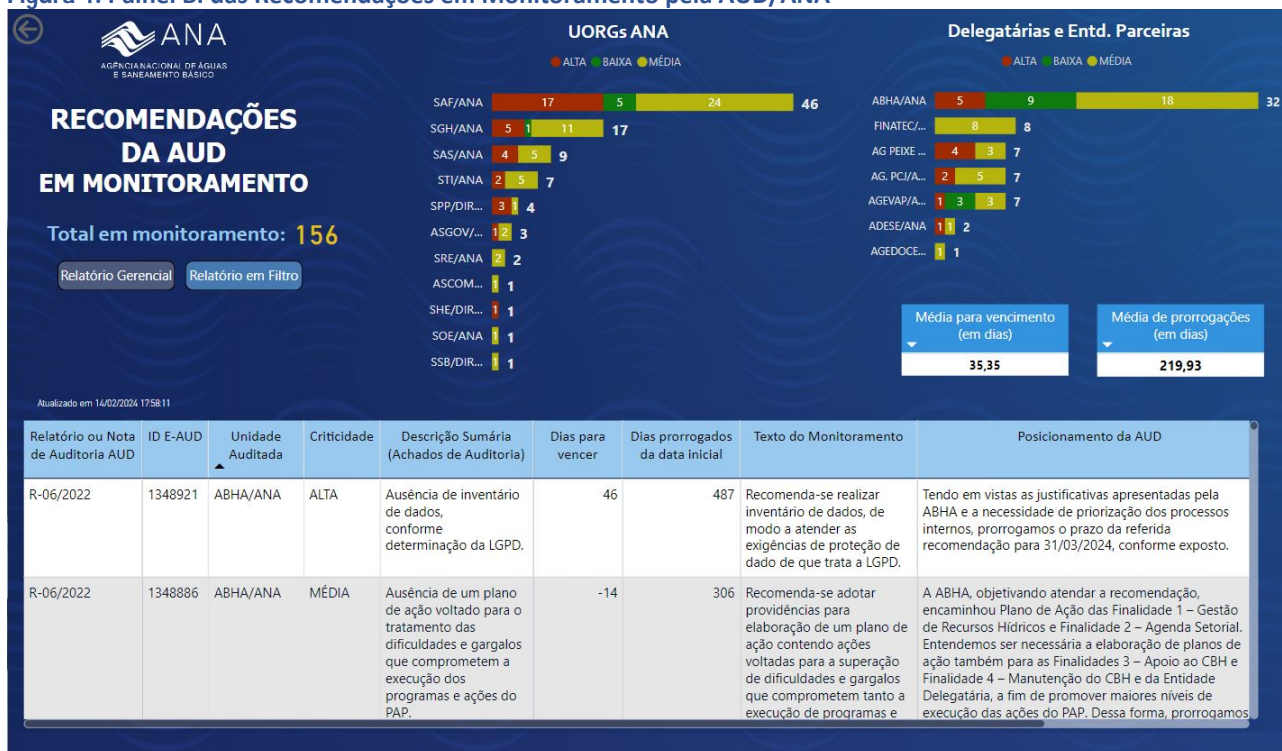 Figura 4: Painel BI das Recomendações em Monitoramento pela AUD/ANA
ANA
AGÊNCIA NACIONAL DE ÁGUAS
E SANEAMENTO BÁSICO
RECOMENDAÇÕES
DA AUD
EM MONITORAMENTO
Total em monitoramento: 156
Relatório Gerencial
Relatório em Filtro
Atualizado em 14/02/2024 17:58:11
UORGs ANA
ALTA BAIXA MÉDIA
SAF/ANA 17 5 24 46
SGH/ANA 5 1 11 17
SAS/ANA 4 5 9
STI/ANA 2 5 7
SPP/DIR... 3 1 4
ASGOV/... 1 2 3
SRE/ANA 2 2
ASCOM... 1 1
SHE/DIR... 1 1
SOE/ANA 1 1
SSB/DIR... 1 1
Delegatárias e Entd. Parceiras
ALTA BAIXA MÉDIA
ABHA/ANA 5 9 18 32
FINATEC/... 8 8
AG PEIXE ... 4 3 7
AG. PCJ/A... 2 5 7
AGEVAP/A... 1 3 3 7
ADESE/ANA 1 1 2
AGEDOCE... 1 1
Média para vencimento
(em dias)
35,35
Média de prorrogações
(em dias)
219,93
Relatório ou Nota
de Auditoria AUD
ID E-AUD
Unidade
Auditada
Criticidade
Descrição Sumária
(Achados de Auditoria)
Dias para
vencer
Dias prorrogados
da data inicial
Texto do Monitoramento
Posicionamento da AUD
R-06/2022
1348921
ABHA/ANA
ALTA
Ausência de inventário
de dados,
conforme
determinação da LGPD.
46
487
Recomenda-se realizar
inventário de dados, de
modo a atender as
exigências de proteção de
dado de que trata a LGPD.
Tendo em vistas as justificativas apresentadas pela
ABHA e a necessidade de priorização dos processos
internos, prorrogamos o prazo da referida
recomendação para 31/03/2024, conforme exposto.
R-06/2022
1348886
ABHA/ANA
MÉDIA
Ausência de um plano
de ação voltado para o
tratamento das
dificuldades e gargalos
que comprometem a
execução dos
programas e ações do
PAP.
-14
306
Recomenda-se adotar
providências para
elaboração de um plano de
ação contendo ações
voltadas para a superação
de dificuldades e gargalos
que comprometem tanto a
execução de programas e
A ABHA, objetivando atendar a recomendação,
encaminhou Plano de Ação das Finalidade 1 – Gestão
de Recursos Hídricos e Finalidade 2 – Agenda Setorial.
Entendemos ser necessária a elaboração de planos de
ação também para as Finalidades 3 – Apoio ao CBH e
Finalidade 4 – Manutenção do CBH e da Entidade
Delegatária, a fim de promover maiores níveis de
execução das ações do PAP. Dessa forma, prorrogamos